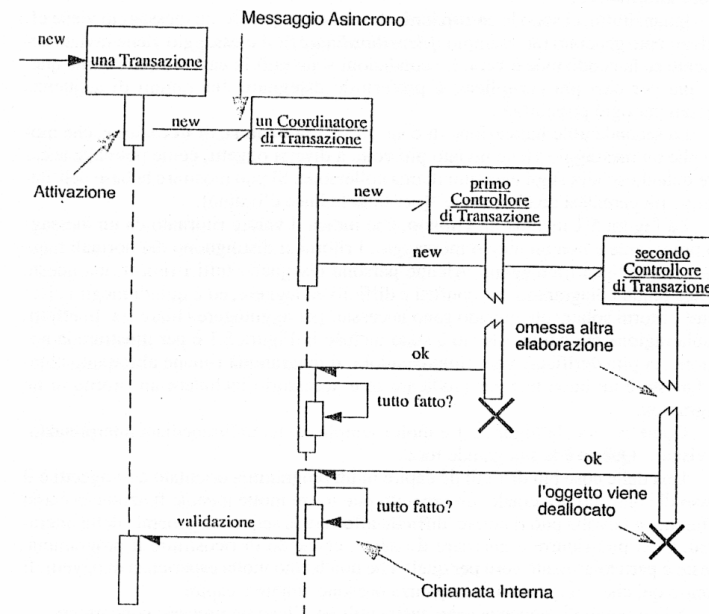 Messaggio Asincrono
new
una Transazione
new
un Coordinatore
di Transazione
Attivazione
new
primo
Controllore
di Transazione
new
secondo
Controllore
di Transazione
omessa altra
elaborazione
ok
tutto fatto?
ok
tutto fatto?
l'oggetto viene
deallocato
validazione
Chiamata Interna